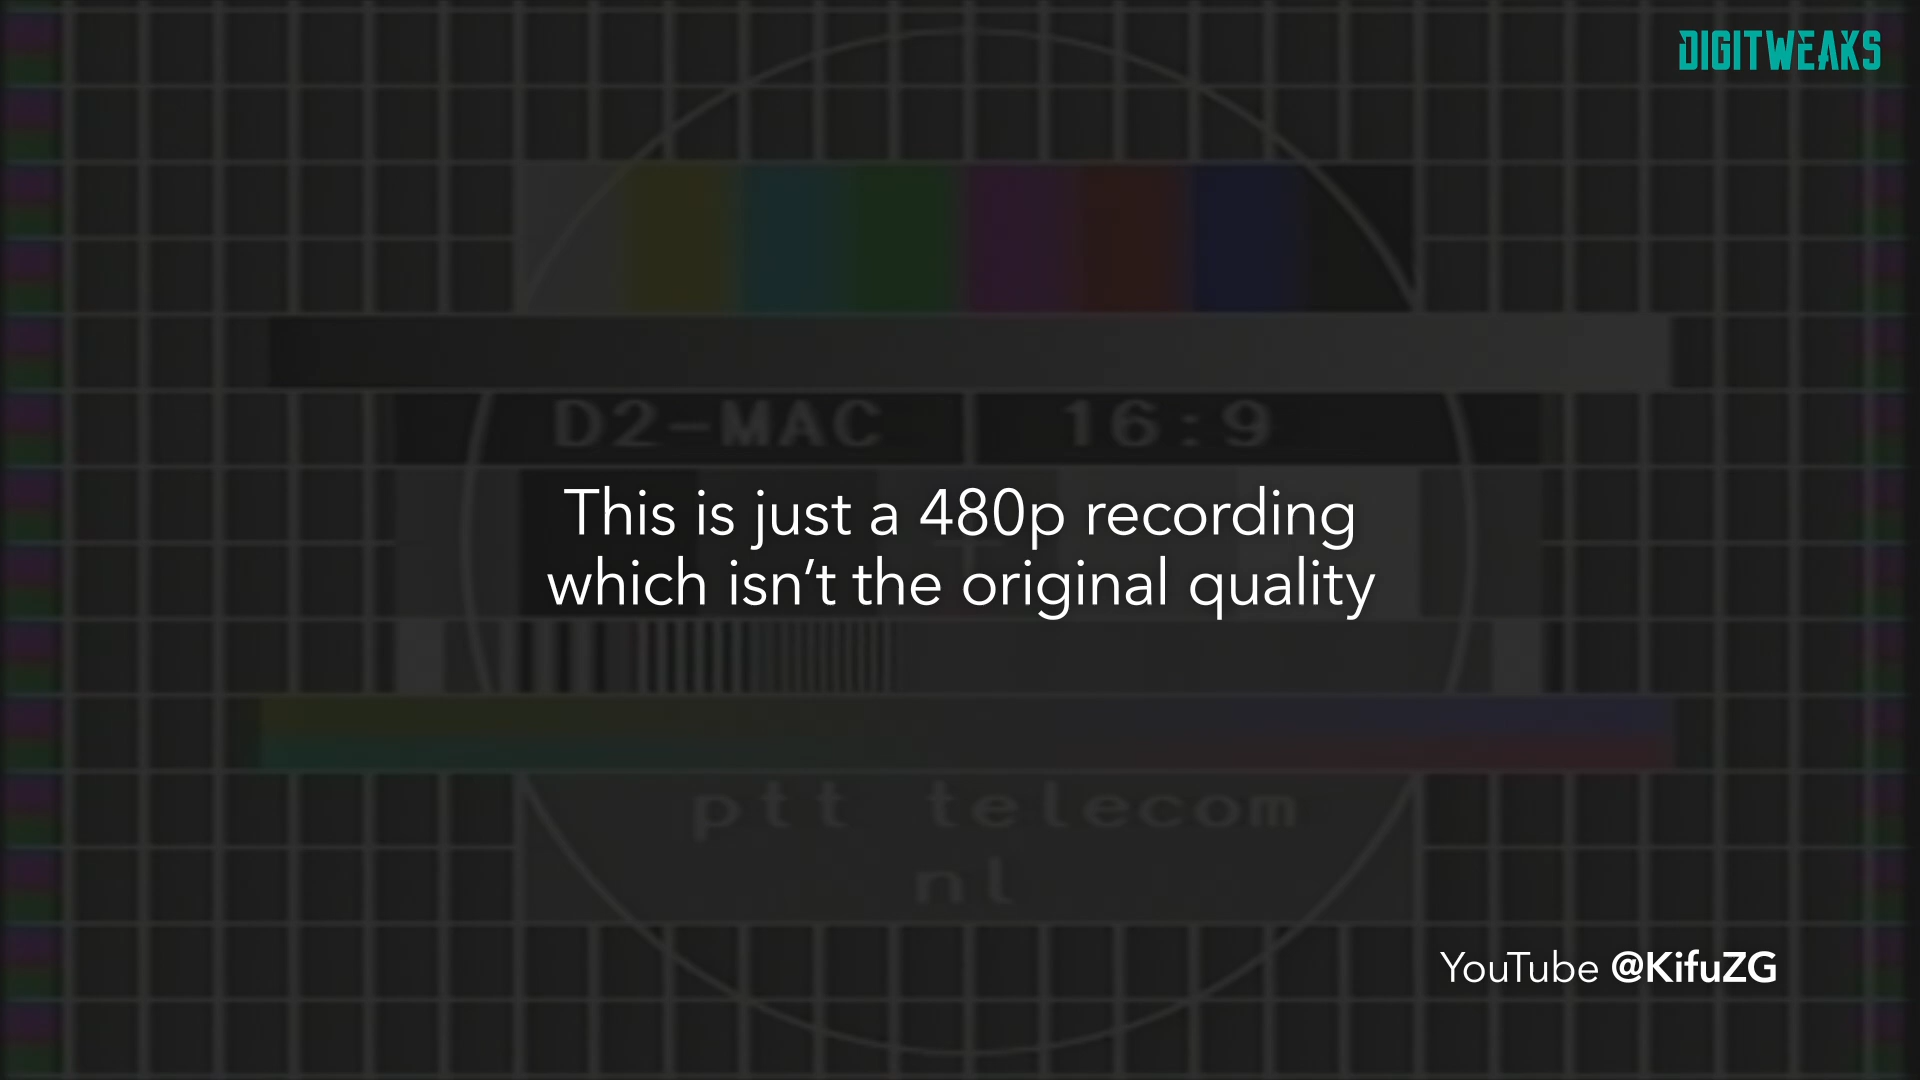 DIGITWEAKS
D2-MAC 16:9
This is just a 480p recording
which isn’t the original quality
ptt telecom
nl
YouTube @KifuZG